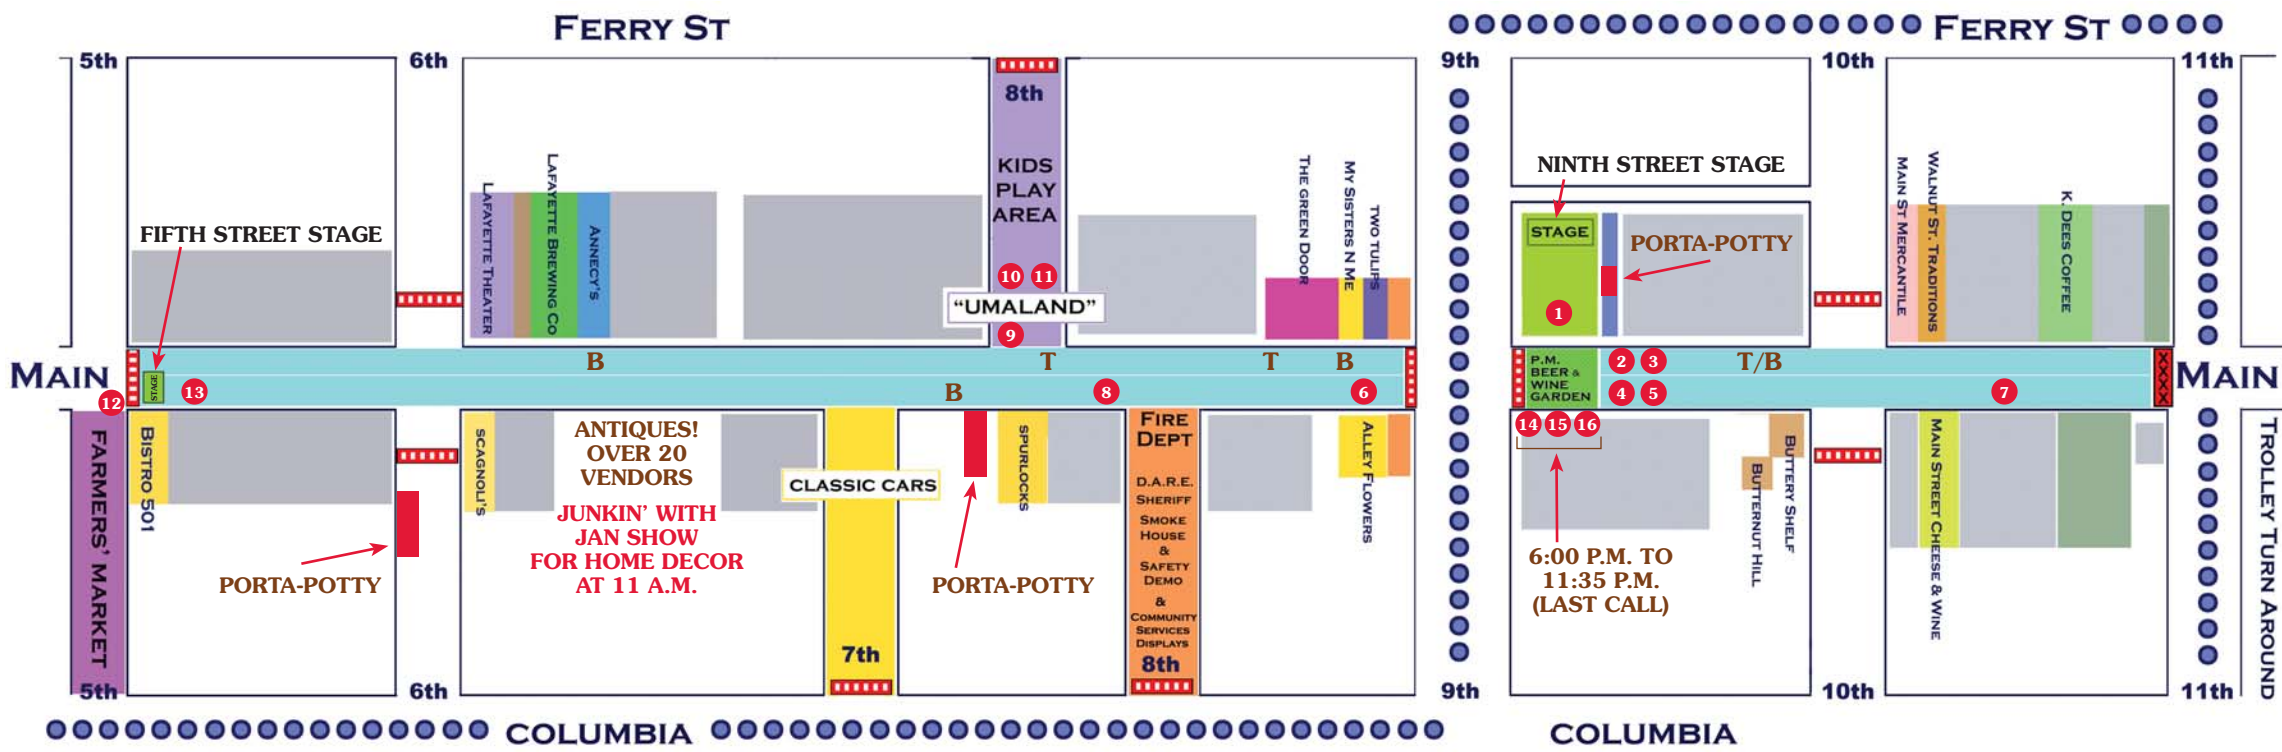 FERRY ST
FERRY ST
5th
6th
8th
9th
10th
11th
KIDS
PLAY
AREA
FIFTH STREET STAGE
LAFAYETTE THEATER
LAFAYETTE BREWING CO
ANNECY'S
10
11
"UMALAND"
9
THE GREEN DOOR
MY SISTERS N ME
TWO TULIPS
NINTH STREET STAGE
STAGE
1
PORTA-POTTY
MAIN ST MERCANTILE
WALNUT ST. TRADITIONS
K. DEES COFFEE
MAIN
12
STAGE
13
B
B
T
8
T
B
6
P.M.
BEER &
WINE
GARDEN
2
3
4
5
T/B
7
XXXX
MAIN
FARMERS' MARKET
BISTRO 501
PORTA-POTTY
SCAGNOLI'S
ANTIQUES!
OVER 20
VENDORS
JUNKIN' WITH
JAN SHOW
FOR HOME DECOR
AT 11 A.M.
CLASSIC CARS
PORTA-POTTY
SPURLOCKS
FIRE
DEPT
D.A.R.E.
SHERIFF
SMOKE
HOUSE
&
SAFETY
DEMO
&
COMMUNITY
SERVICES
DISPLAYS
ALLEY FLOWERS
14
15
16
6:00 P.M. TO
11:35 P.M.
(LAST CALL)
BUTTERNUT HILL
BUTTERY SHELF
MAIN STREET CHEESE & WINE
TROLLEY TURN AROUND
5th
6th
7th
8th
9th
10th
11th
COLUMBIA
COLUMBIA